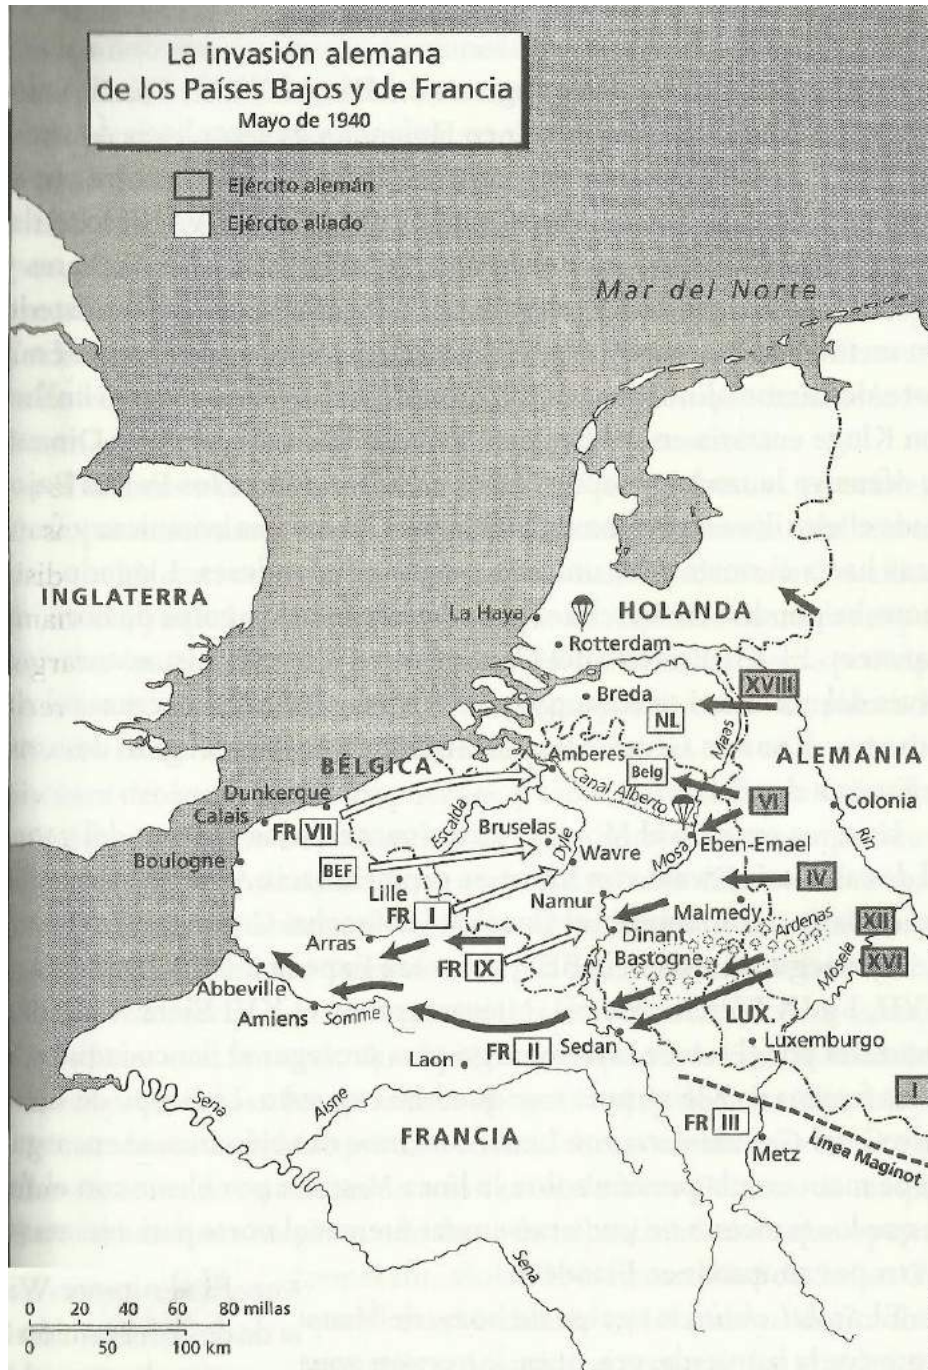 La invasión alemana
de los Países Bajos y de Francia
Mayo de 1940
Ejército alemán
Ejército aliado
Mar del Norte
INGLATERRA
La Haya
HOLANDA
Rotterdam
XVIII
Breda
NL
Maas
BÉLGICA
Amberes
Belg
ALEMANIA
Canal Alberto
VI
Dunkerque
Calais
FR VII
Escalda
Bruselas
Dyle
Colonia
Rin
Eben-Emael
Boulogne
BEF
Wavre
Mosa
Lille
IV
Namur
FR I
Malmedy
Ardenas
XII
Arras
Dinant
Bastogne
FR IX
XVI
Mosela
Abbeville
Amiens
Somme
LUX.
Sedan
FR II
Luxemburgo
Laon
I
Sena
Aisne
FRANCIA
FR III
Metz
Línea Maginot
Sena
0 20 40 60 80 millas
0 50 100 km